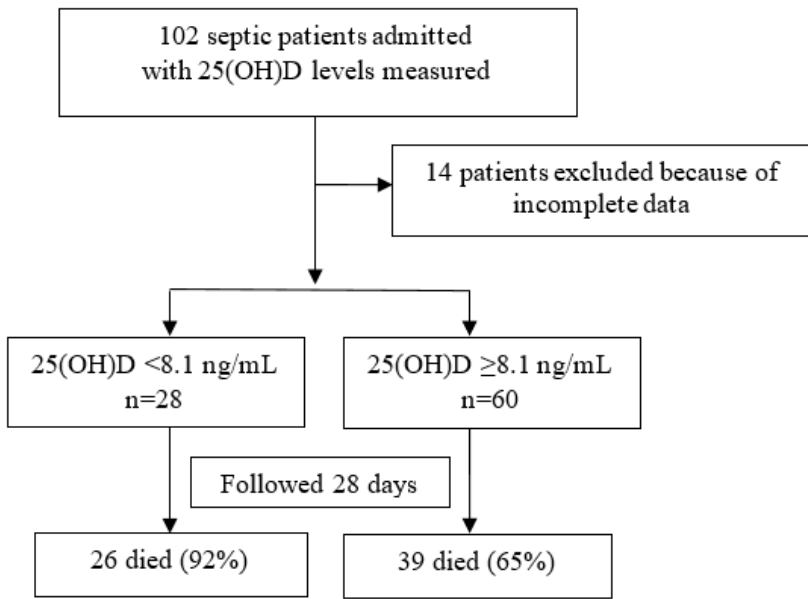 102 septic patients admitted
with 25(OH)D levels measured
14 patients excluded because of
incomplete data
25(OH)D <8.1 ng/mL
n=28
25(OH)D ≥8.1 ng/mL
n=60
Followed 28 days
26 died (92%)
39 died (65%)